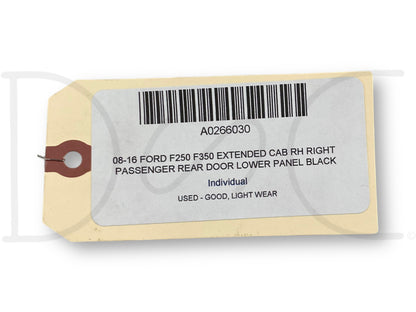 A0266030
08-16 FORD F250 F350 EXTENDED CAB RH RIGHT
PASSENGER REAR DOOR LOWER PANEL BLACK
Individual
USED - GOOD, LIGHT WEAR